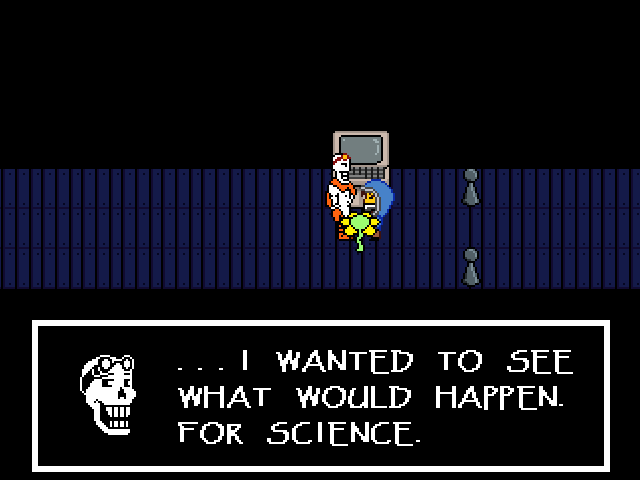 ...I WANTED TO SEE
WHAT WOULD HAPPEN.
FOR SCIENCE.